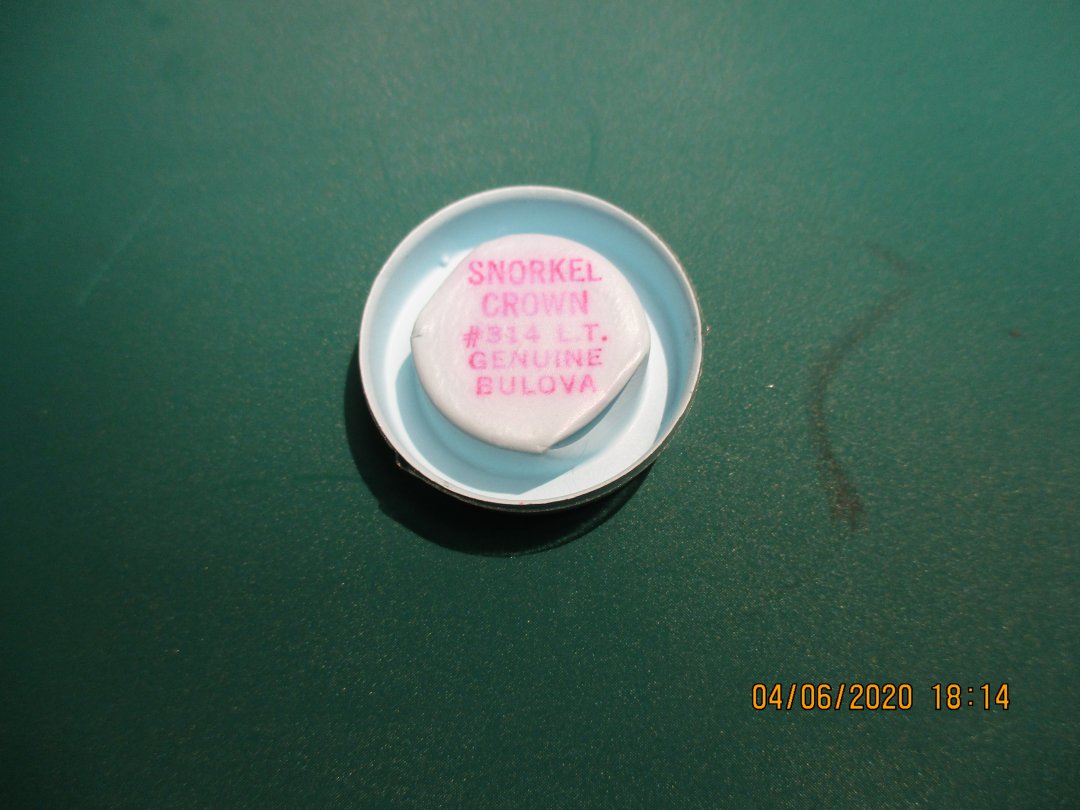 SNORKEL
CROWN
#314 L.T.
GENUINE
BULOVA
04/06/2020 18:14